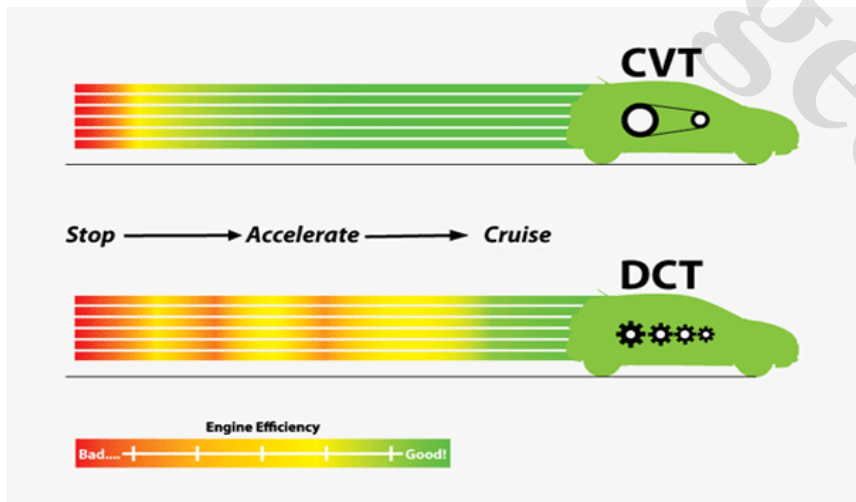 CVT
Stop Accelerate Cruise
DCT
Engine Efficiency
Bad.... Good!